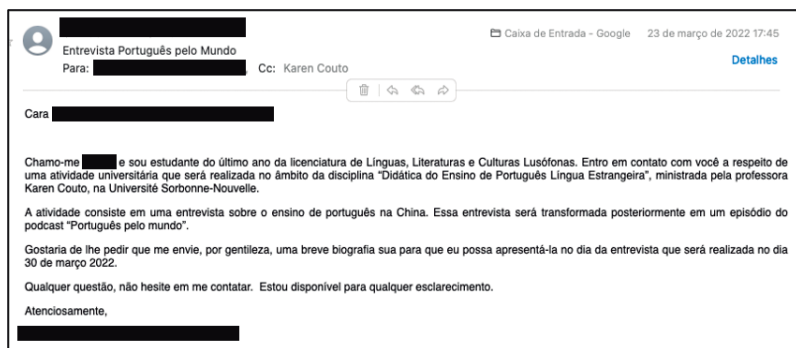 Caixa de Entrada - Google 23 de março de 2022 17:45
Entrevista Português pelo Mundo
Para: Cc: Karen Couto
Detalhes
Cara
Chamo-me e sou estudante do último ano da licenciatura de Línguas, Literaturas e Culturas Lusófonas. Entro em contato com você a respeito de
uma atividade universitária que será realizada no âmbito da disciplina “Didática do Ensino de Português Língua Estrangeira”, ministrada pela professora
Karen Couto, na Université Sorbonne-Nouvelle.
A atividade consiste em uma entrevista sobre o ensino de português na China. Essa entrevista será transformada posteriormente em um episódio do
podcast “Português pelo mundo”.
Gostaria de lhe pedir que me envie, por gentileza, uma breve biografia sua para que eu possa apresentá-la no dia da entrevista que será realizada no dia
30 de março 2022.
Qualquer questão, não hesite em me contatar. Estou disponível para qualquer esclarecimento.
Atenciosamente,